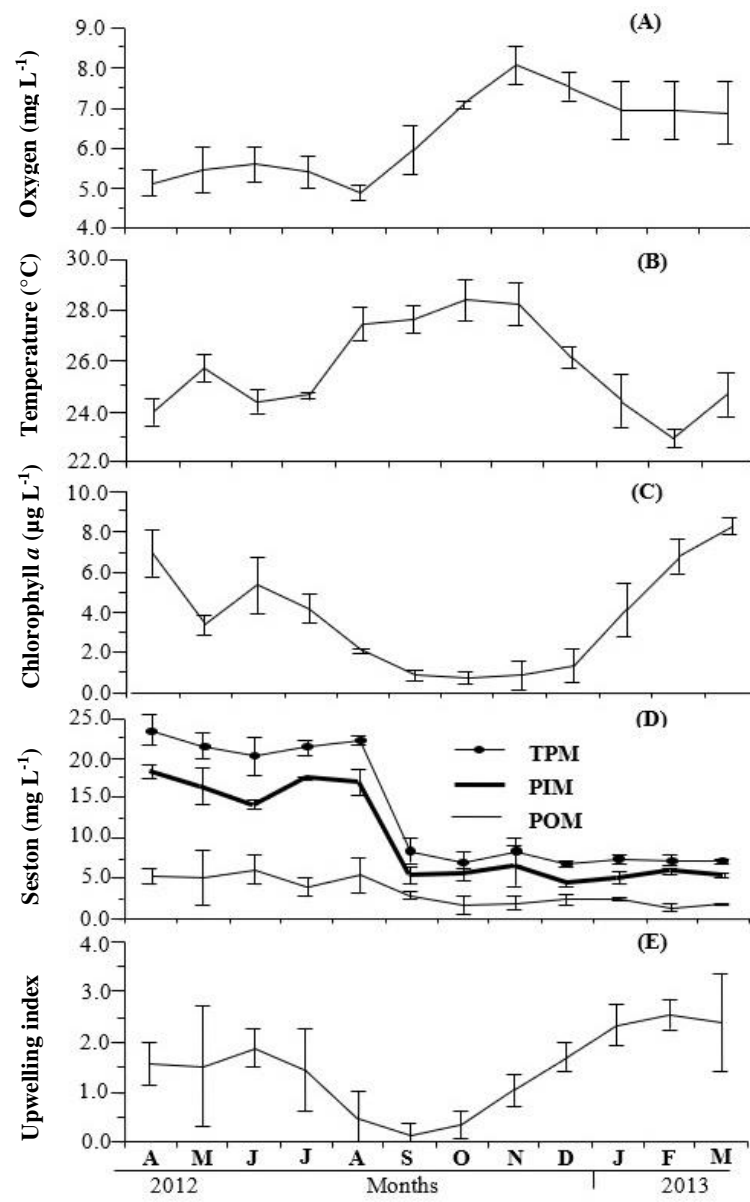 (A)
Oxygen (mg L⁻¹)
9.0
8.0
7.0
6.0
5.0
4.0
(B)
Temperature (°C)
30.0
28.0
26.0
24.0
22.0
(C)
Chlorophyll a (µg L⁻¹)
10.0
8.0
6.0
4.0
2.0
0.0
(D)
Seston (mg L⁻¹)
25.0
20.0
15.0
10.0
5.0
0.0
TPM
PIM
POM
(E)
Upwelling index
4.0
3.0
2.0
1.0
0.0
A M J J A S O N D J F M
2012 Months 2013